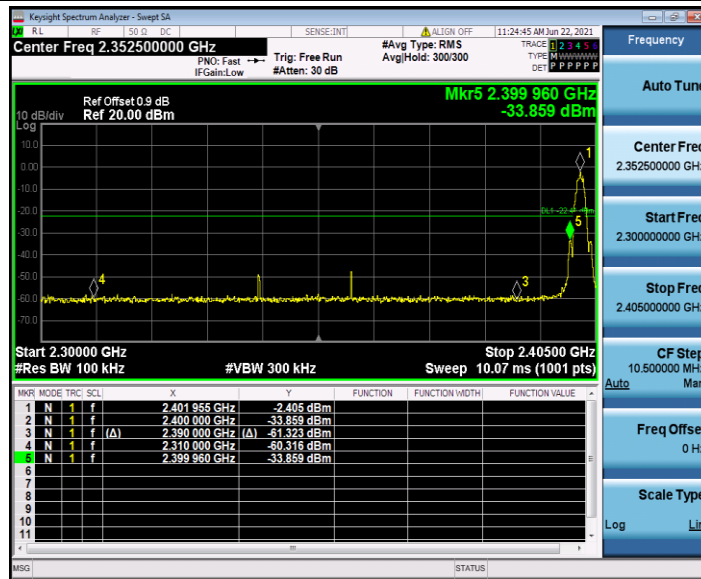 Keysight Spectrum Analyzer - Swept SA
RL RF 50 Ω DC SENSE:INT ALIGN OFF 11:24:45 AM Jun 22, 2021
Center Freq 2.352500000 GHz
#Avg Type: RMS
TRACE 1 2 3 4 5 6
PNO: Fast Trig: Free Run Avg|Hold: 300/300
TYPE MWWWWW
IFGain:Low #Atten: 30 dB
DET P P P P P P
Mkr5 2.399 960 GHz
-33.859 dBm
Ref Offset 0.9 dB
10 dB/div Ref 20.00 dBm
Log
10.0
0.00
-10.0
-20.0
-30.0
-40.0
-50.0
-60.0
-70.0
1
5
4
3
Start 2.30000 GHz Stop 2.40500 GHz
#Res BW 100 kHz #VBW 300 kHz Sweep 10.07 ms (1001 pts)
MKR MODE TRC SCL X Y FUNCTION FUNCTION WIDTH FUNCTION VALUE
1 N 1 f 2.401 955 GHz -2.405 dBm
2 N 1 f 2.400 000 GHz -33.859 dBm
3 N 1 f (Δ) 2.390 000 GHz (Δ) -61.323 dBm
4 N 1 f 2.310 000 GHz -60.316 dBm
5 N 1 f 2.399 960 GHz -33.859 dBm
6
7
8
9
10
11
MSG STATUS
Frequency
Auto Tune
Center Freq
2.352500000 GHz
Start Freq
2.300000000 GHz
Stop Freq
2.405000000 GHz
CF Step
10.500000 MHz
Auto Man
Freq Offset
0 Hz
Scale Type
Log Lin